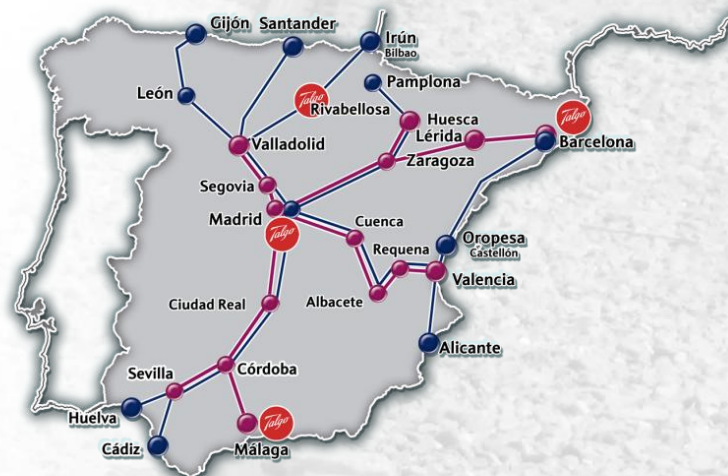 Gijón
Santander
Irún
Bilbao
León
Pamplona
Talgo
Rivabellosa
Huesca
Lérida
Talgo
Barcelona
Valladolid
Zaragoza
Segovia
Madrid
Talgo
Cuenca
Requena
Oropesa
Castellón
Valencia
Albacete
Ciudad Real
Alicante
Sevilla
Córdoba
Huelva
Cádiz
Málaga
Talgo